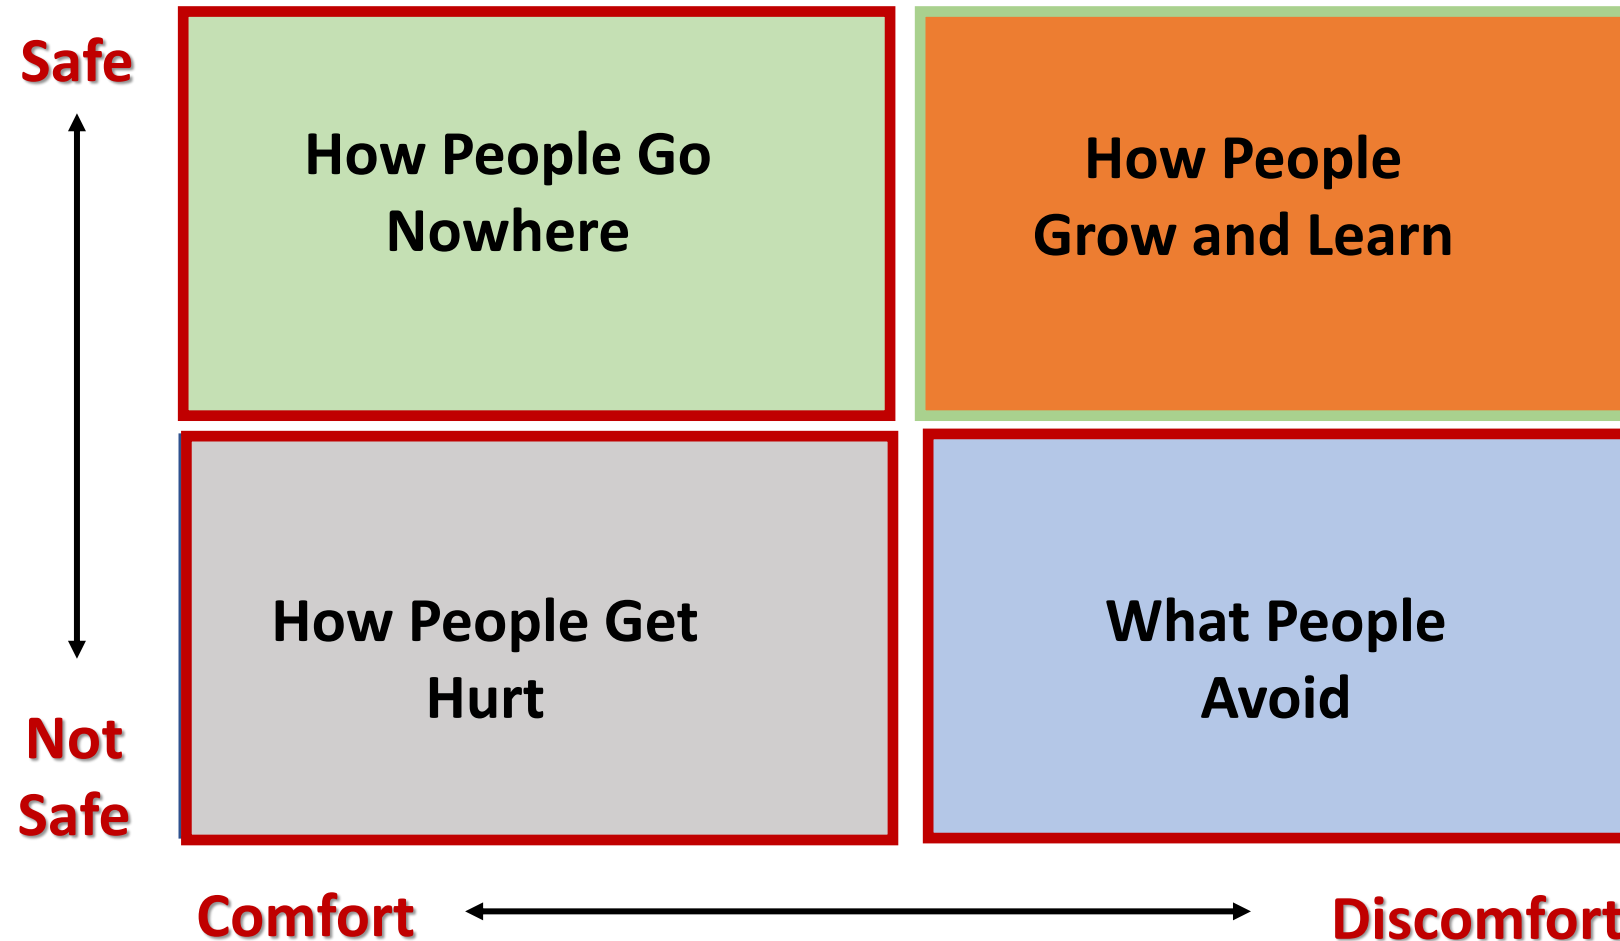 Safe
How People Go
Nowhere
How People
Grow and Learn
How People Get
Hurt
What People
Avoid
Not
Safe
Comfort
Discomfort